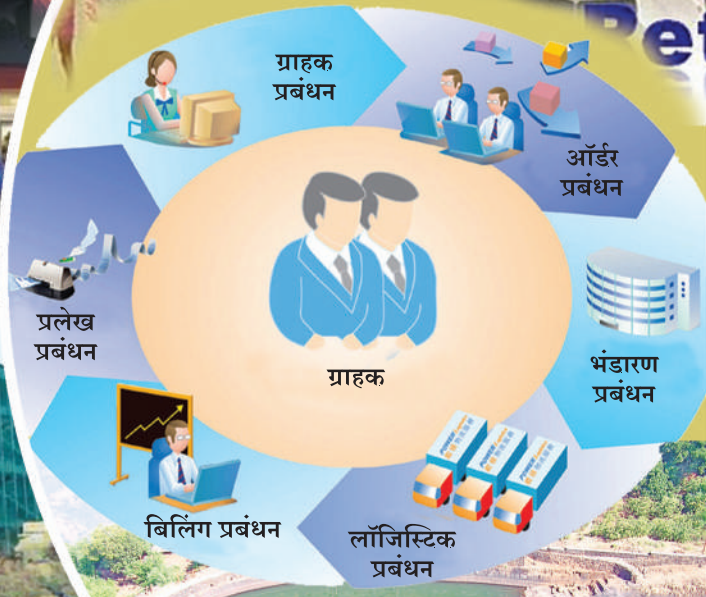 ग्राहक
प्रबंधन
ऑर्डर
प्रबंधन
भंडारण
प्रबंधन
लॉजिस्टिक
प्रबंधन
बिलिंग प्रबंधन
प्रलेख
प्रबंधन
ग्राहक